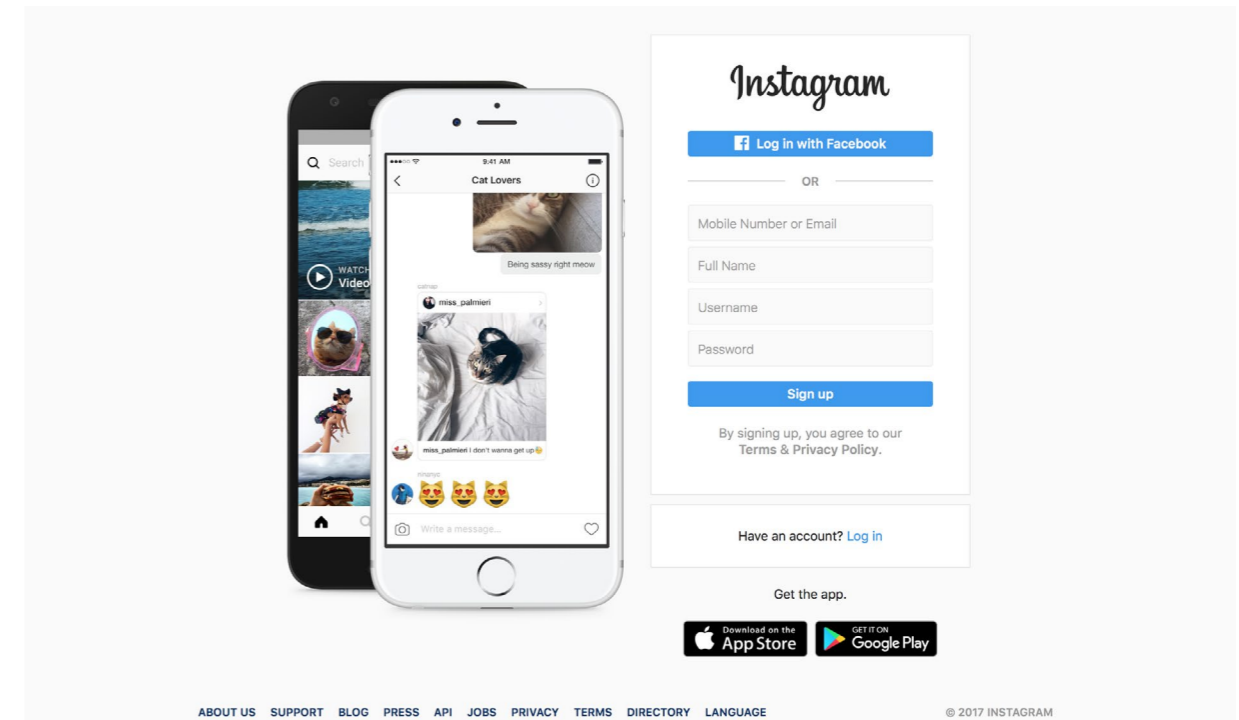 Search
WATCH
Video
9:41 AM
Cat Lovers
Being sassy right meow
catnap
miss_palmieri
miss_palmieri I don't wanna get up
Write a message...
Instagram
Log in with Facebook
OR
Mobile Number or Email
Full Name
Username
Password
Sign up
By signing up, you agree to our
Terms & Privacy Policy.
Have an account? Log in
Get the app.
Download on the
App Store
GET IT ON
Google Play
ABOUT US SUPPORT BLOG PRESS API JOBS PRIVACY TERMS DIRECTORY LANGUAGE
© 2017 INSTAGRAM